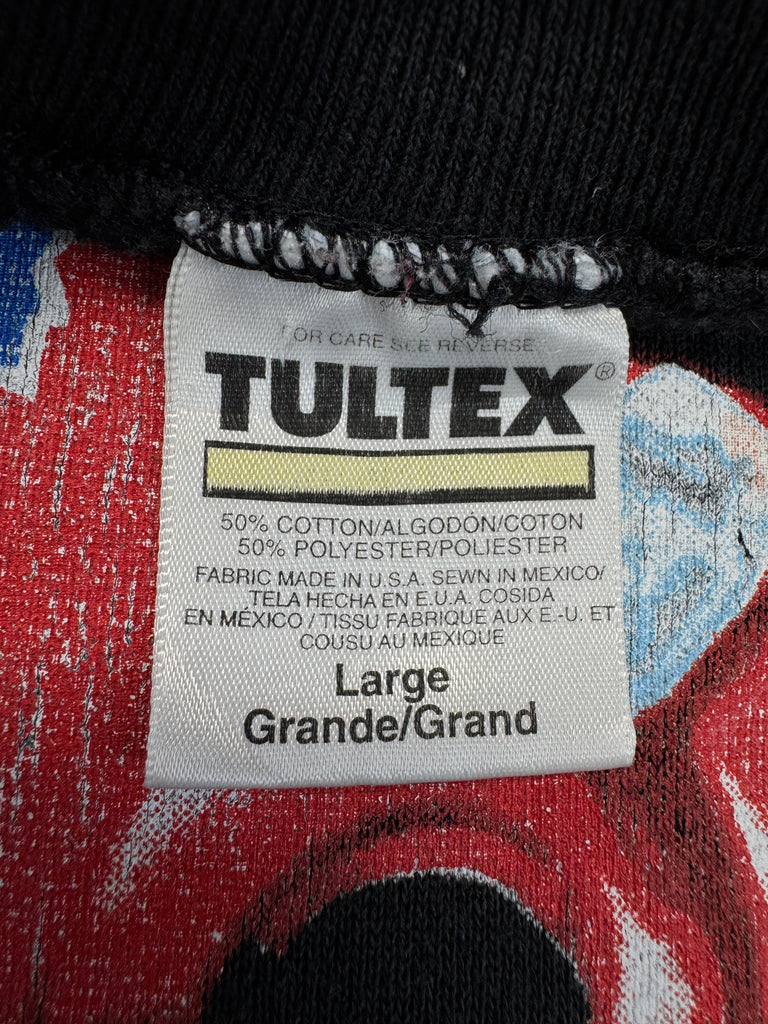 FOR CARE SEE REVERSE
TULTEX®
50% COTTON/ALGODÓN/COTON
50% POLYESTER/POLIESTER
FABRIC MADE IN U.S.A. SEWN IN MEXICO/
TELA HECHA EN E.U.A. COSIDA
EN MÉXICO / TISSU FABRIQUE AUX E.-U. ET
COUSU AU MEXIQUE
Large
Grande/Grand